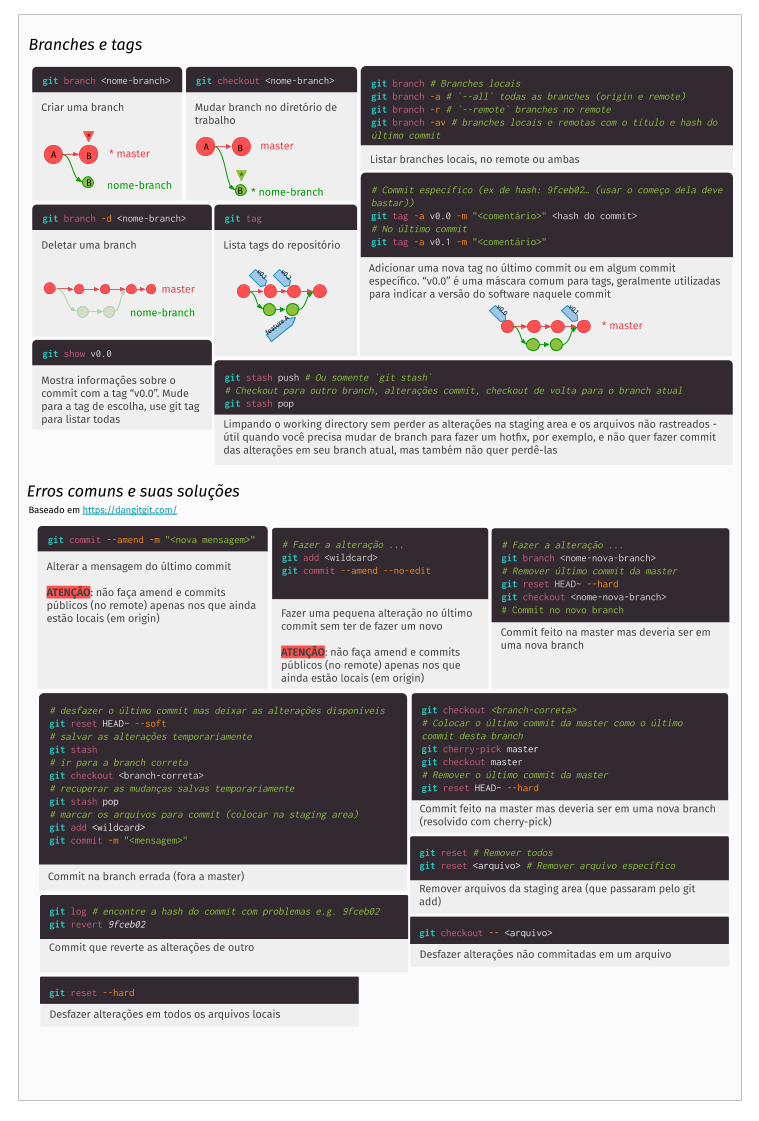 Branches e tags
git branch <nome-branch>
Criar uma branch
*
A
B
* master
B
nome-branch
git checkout <nome-branch>
Mudar branch no diretório de
trabalho
A
B
master
*
B
* nome-branch
git branch # Branches locais
git branch -a # `--all` todas as branches (origin e remote)
git branch -r # `--remote` branches no remote
git branch -av # branches locais e remotas com o título e hash do
último commit
Listar branches locais, no remote ou ambas
# Commit específico (ex de hash: 9fceb02… (usar o começo dela deve
bastar))
git tag -a v0.0 -m "<comentário>" <hash do commit>
# No último commit
git tag -a v0.1 -m "<comentário>"
Adicionar uma nova tag no último commit ou em algum commit
específico. “v0.0” é uma máscara comum para tags, geralmente utilizadas
para indicar a versão do software naquele commit
v0.0
v0.1
* master
git branch -d <nome-branch>
Deletar uma branch
master
nome-branch
git tag
Lista tags do repositório
feature A
git show v0.0
Mostra informações sobre o
commit com a tag “v0.0”. Mude
para a tag de escolha, use git tag
para listar todas
git stash push # Ou somente `git stash`
# Checkout para outro branch, alterações commit, checkout de volta para o branch atual
git stash pop
Limpando o working directory sem perder as alterações na staging area e os arquivos não rastreados -
útil quando você precisa mudar de branch para fazer um hotfix, por exemplo, e não quer fazer commit
das alterações em seu branch atual, mas também não quer perdê-las
Erros comuns e suas soluções
Baseado em https://dangitgit.com/
git commit --amend -m "<nova mensagem>"
Alterar a mensagem do último commit
ATENÇÃO: não faça amend e commits
públicos (no remote) apenas nos que ainda
estão locais (em origin)
# Fazer a alteração ...
git add <wildcard>
git commit --amend --no-edit
Fazer uma pequena alteração no último
commit sem ter de fazer um novo
ATENÇÃO: não faça amend e commits
públicos (no remote) apenas nos que
ainda estão locais (em origin)
# Fazer a alteração ...
git branch <nome-nova-branch>
# Remover último commit da master
git reset HEAD~ --hard
git checkout <nome-nova-branch>
# Commit no novo branch
Commit feito na master mas deveria ser em
uma nova branch
# desfazer o último commit mas deixar as alterações disponíveis
git reset HEAD~ --soft
# salvar as alterações temporariamente
git stash
# ir para a branch correta
git checkout <branch-correta>
# recuperar as mudanças salvas temporariamente
git stash pop
# marcar os arquivos para commit (colocar na staging area)
git add <wildcard>
git commit -m "<mensagem>"
Commit na branch errada (fora a master)
git checkout <branch-correta>
# Colocar o último commit da master como o último
commit desta branch
git cherry-pick master
git checkout master
# Remover o último commit da master
git reset HEAD~ --hard
Commit feito na master mas deveria ser em uma nova branch
(resolvido com cherry-pick)
git reset # Remover todos
git reset <arquivo> # Remover arquivo específico
Remover arquivos da staging area (que passaram pelo git
add)
git log # encontre a hash do commit com problemas e.g. 9fceb02
git revert 9fceb02
Commit que reverte as alterações de outro
git checkout -- <arquivo>
Desfazer alterações não commitadas em um arquivo
git reset --hard
Desfazer alterações em todos os arquivos locais